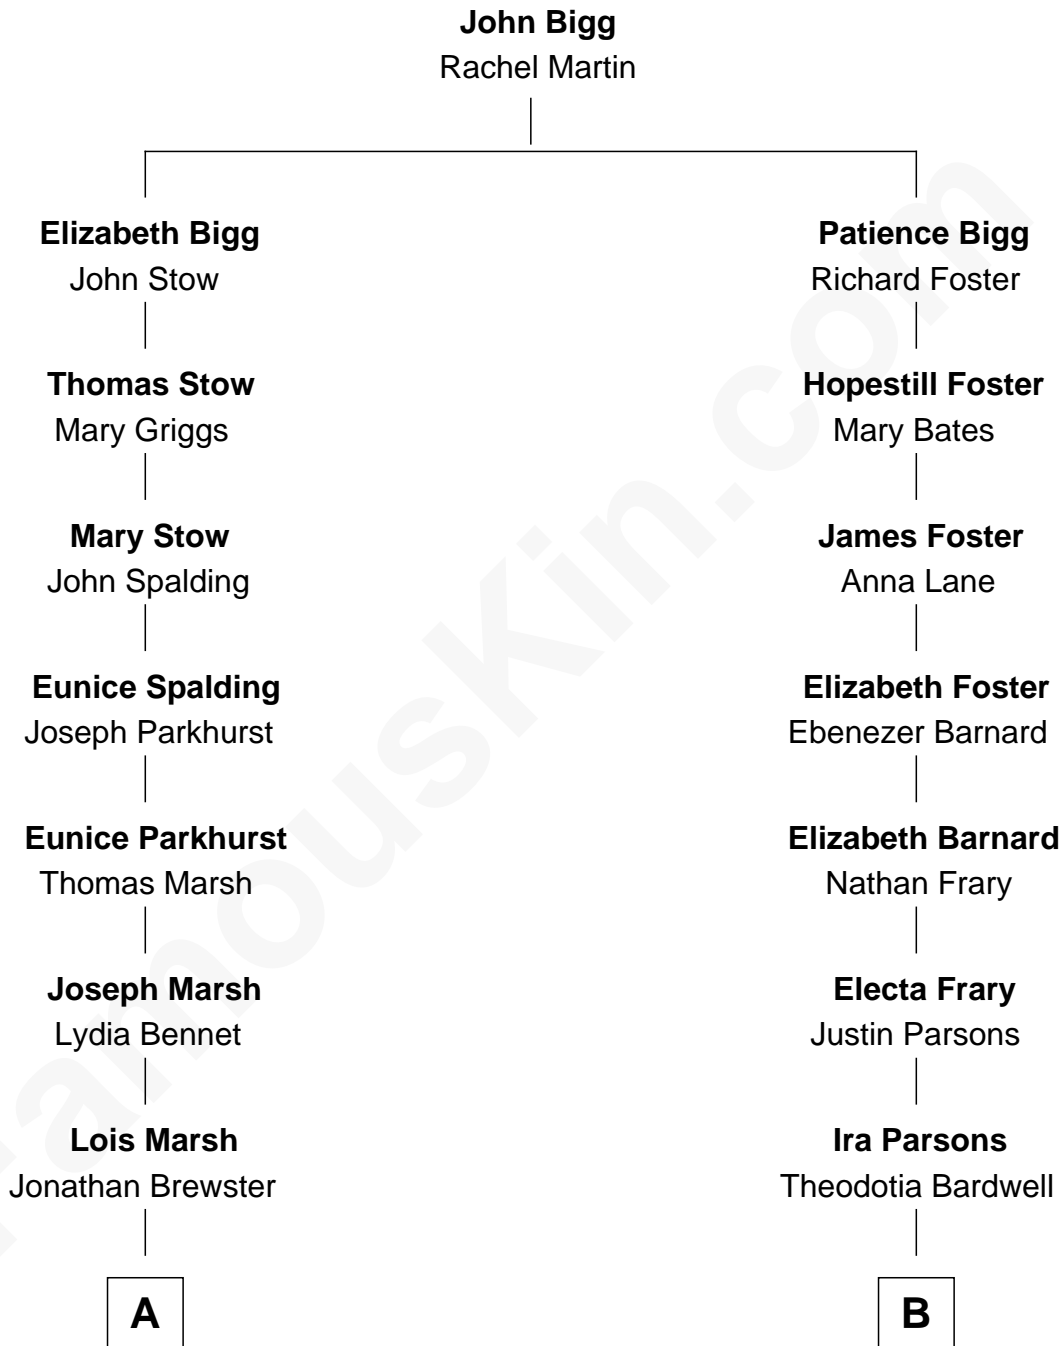 John Bigg
Rachel Martin
Elizabeth Bigg
John Stow
Patience Bigg
Richard Foster
Thomas Stow
Mary Griggs
Hopestill Foster
Mary Bates
Mary Stow
John Spalding
James Foster
Anna Lane
Eunice Spalding
Joseph Parkhurst
Elizabeth Foster
Ebenezer Barnard
Eunice Parkhurst
Thomas Marsh
Elizabeth Barnard
Nathan Frary
Joseph Marsh
Lydia Bennet
Electa Frary
Justin Parsons
Lois Marsh
Jonathan Brewster
Ira Parsons
Theodotia Bardwell
A
B
FamousKin.com